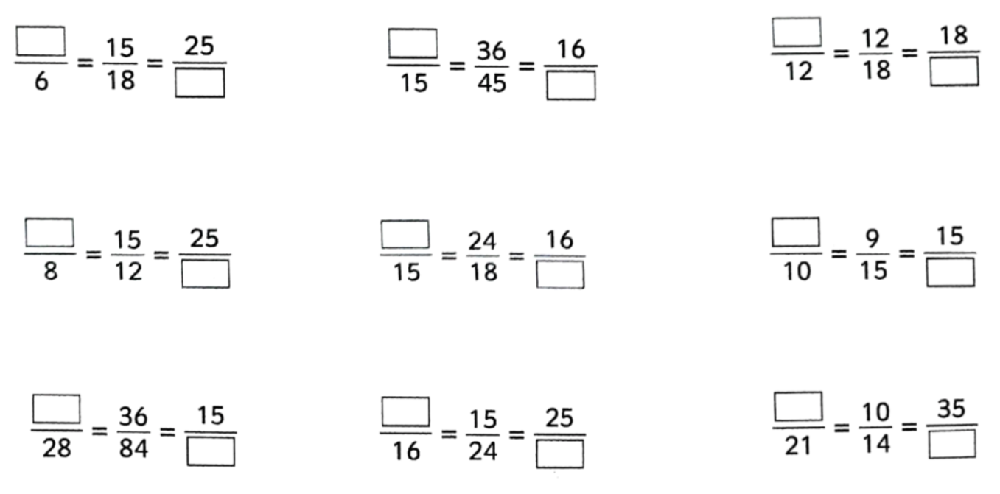 □/6 = 15/18 = 25/□
□/15 = 36/45 = 16/□
□/12 = 12/18 = 18/□
□/8 = 15/12 = 25/□
□/15 = 24/18 = 16/□
□/10 = 9/15 = 15/□
□/28 = 36/84 = 15/□
□/16 = 15/24 = 25/□
□/21 = 10/14 = 35/□